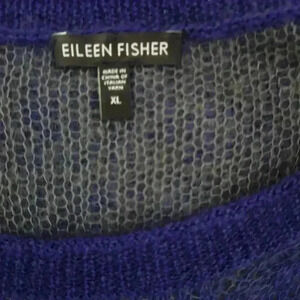 EILEEN FISHER
MADE IN
CHINA OF
ITALIAN
YARN
XL